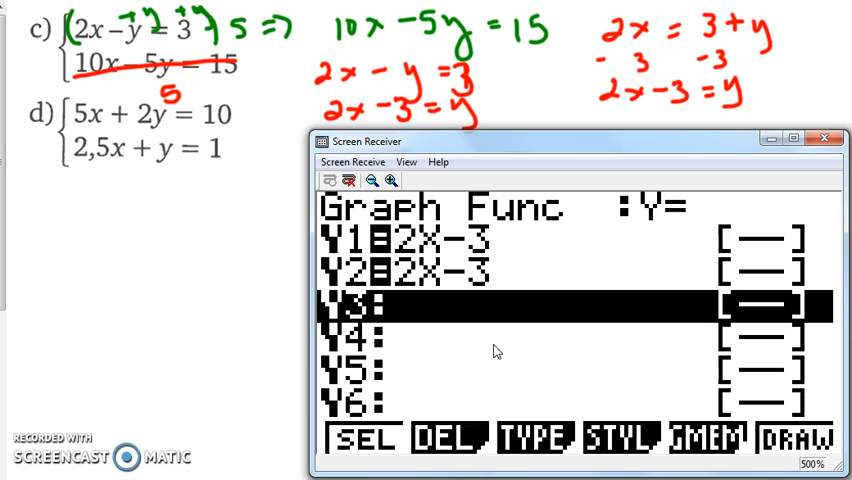 c) {(2x - y = 3) 5 => 10x - 5y = 15
+y +y
10x - 5y = 15
5
2x - y = 3
2x - 3 = y
2x = 3 + y
- 3 - 3
2x - 3 = y
d) {5x + 2y = 10
2,5x + y = 1
Screen Receiver
Screen Receive View Help
Graph Func :Y=
Y1=2X-3 [—]
Y2=2X-3 [—]
Y3: [—]
Y4: [—]
Y5: [—]
Y6: [—]
SEL DEL TYPE STYL GMEM DRAW
500%
RECORDED WITH
SCREENCAST MATIC